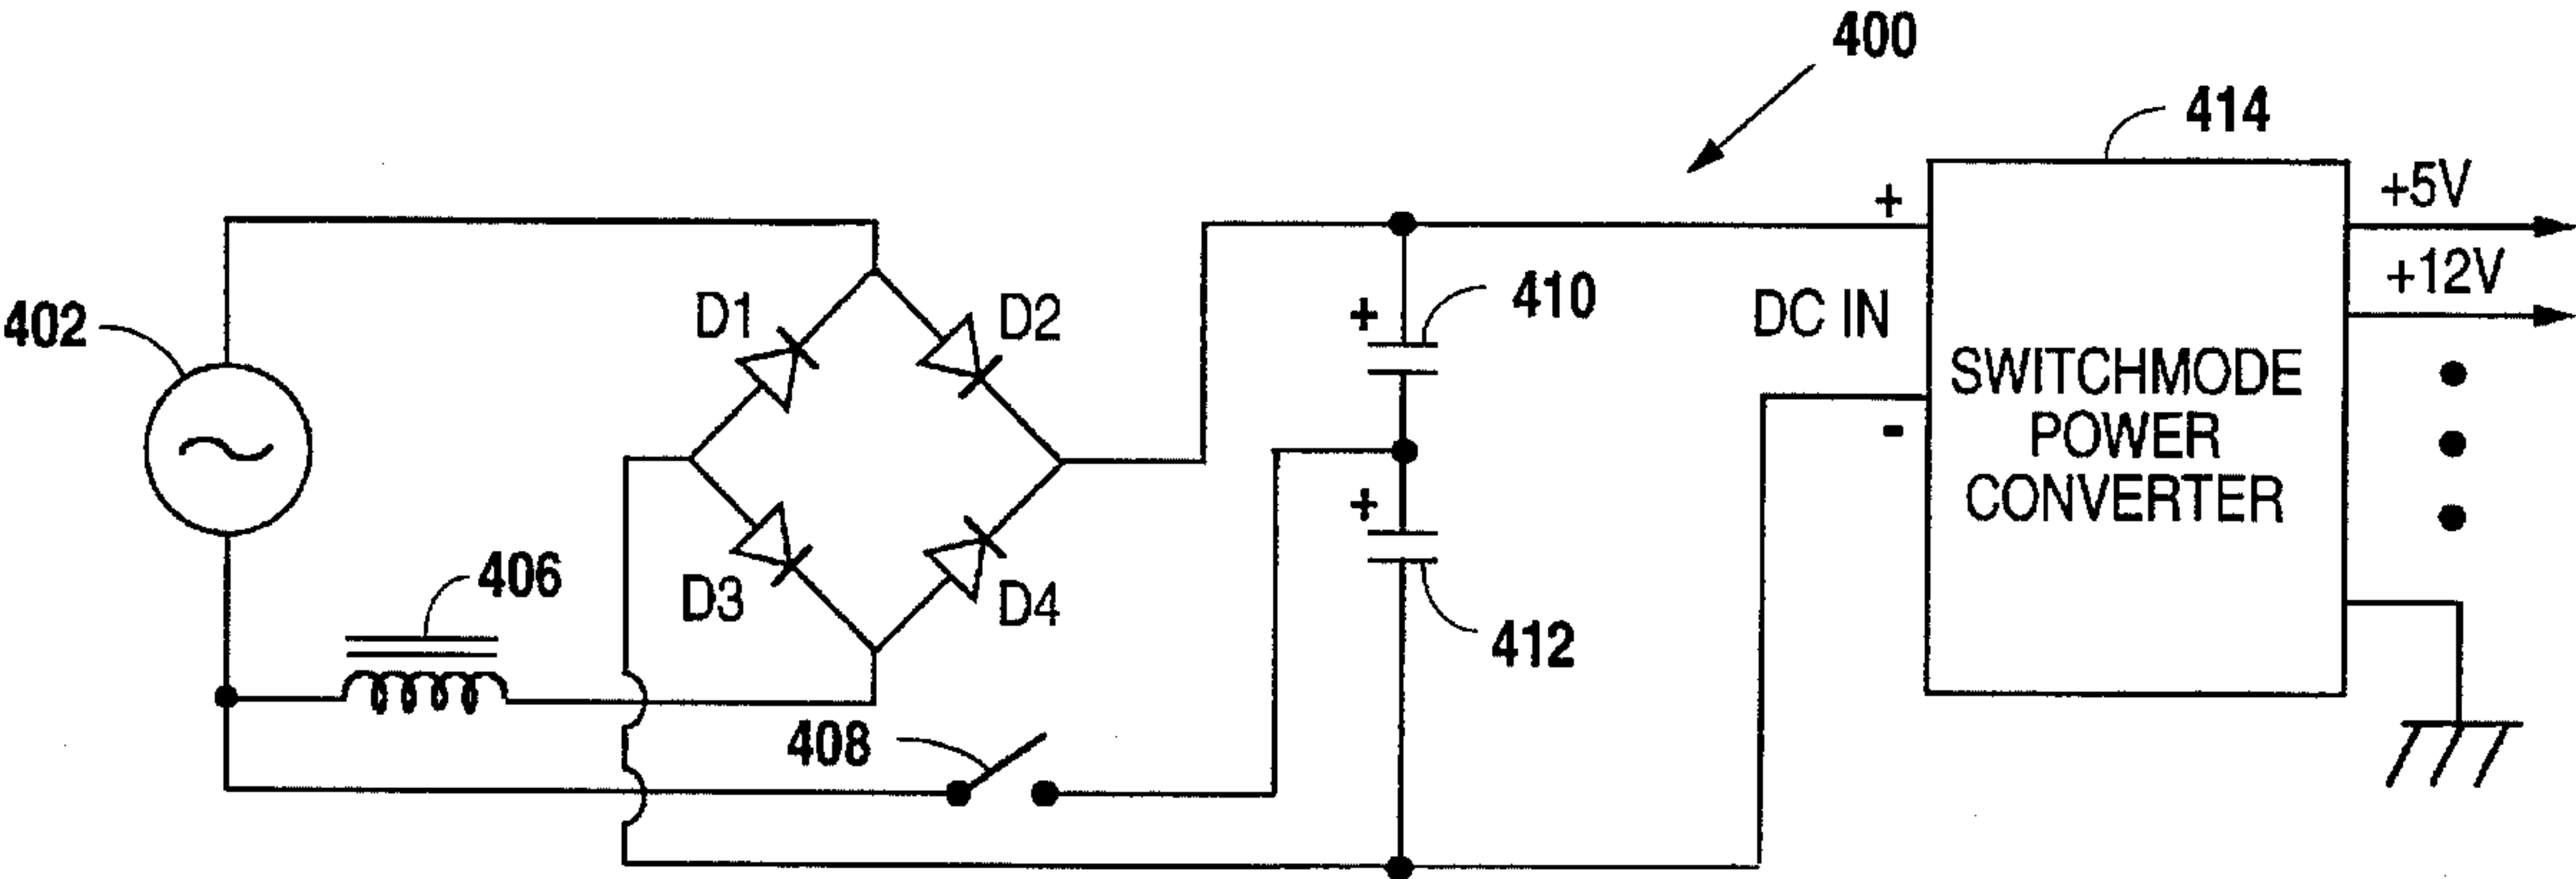 400
414
+5V
+
+12V
402
D1
D2
+
410
DC IN
SWITCHMODE
POWER
CONVERTER
-
+
406
D3
D4
412
408